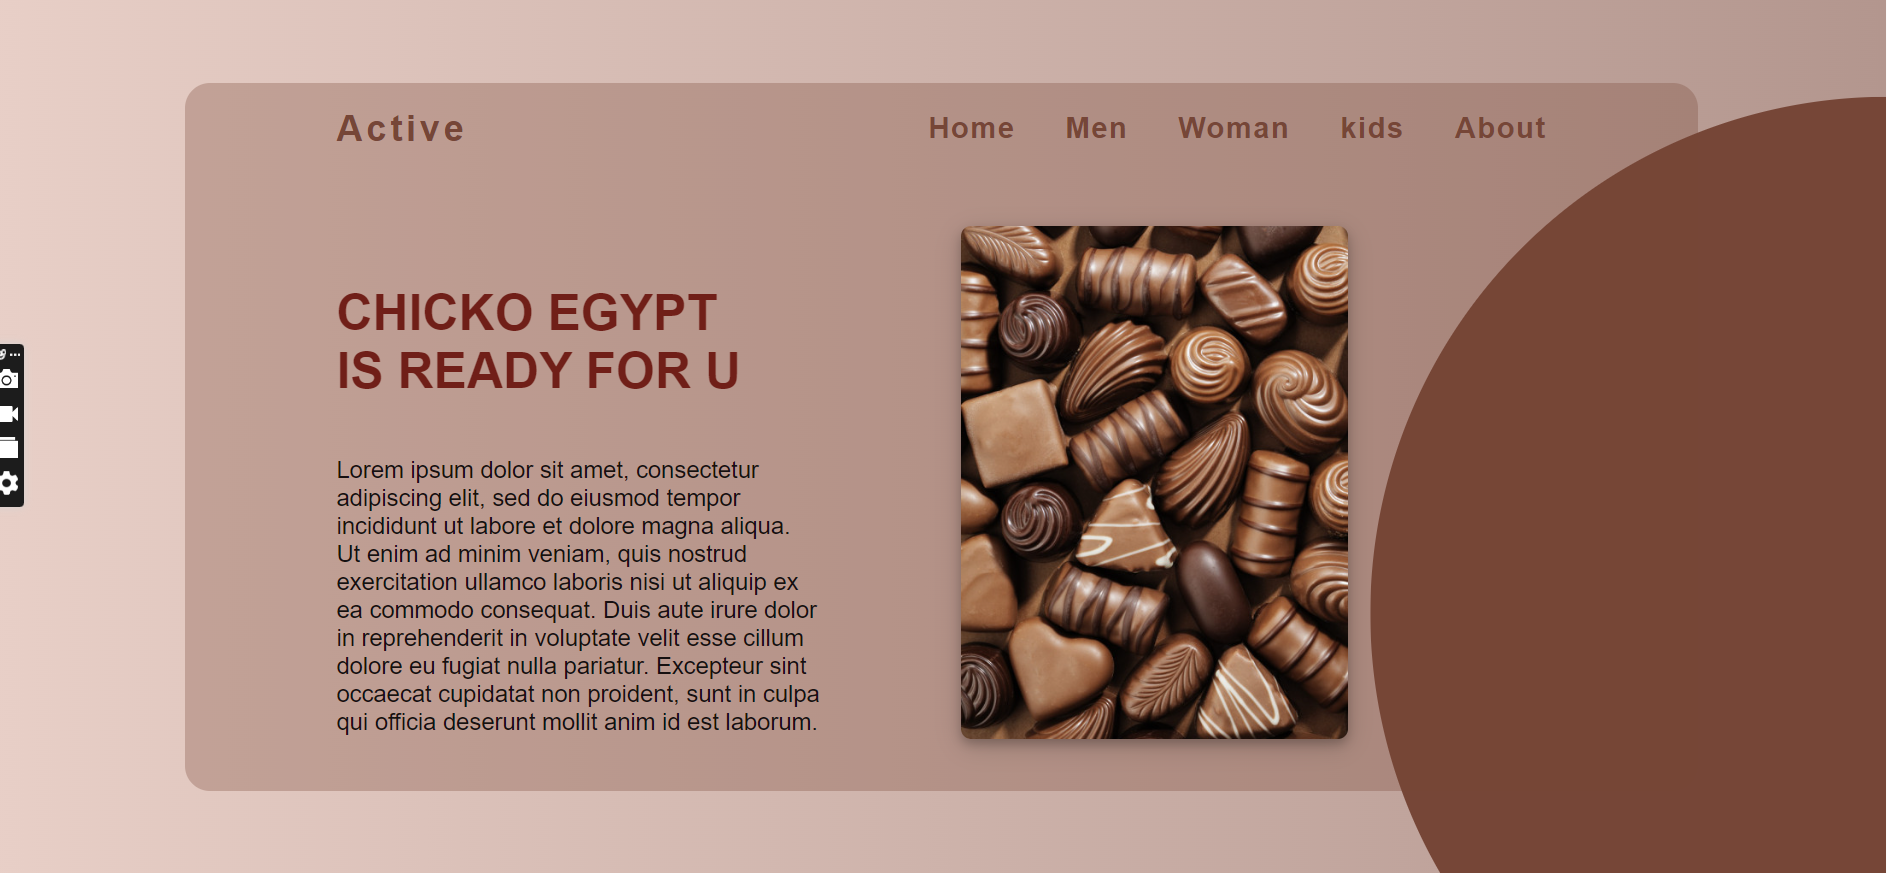 Active
Home Men Woman kids About
CHICKO EGYPT
IS READY FOR U
Lorem ipsum dolor sit amet, consectetur
adipiscing elit, sed do eiusmod tempor
incididunt ut labore et dolore magna aliqua.
Ut enim ad minim veniam, quis nostrud
exercitation ullamco laboris nisi ut aliquip ex
ea commodo consequat. Duis aute irure dolor
in reprehenderit in voluptate velit esse cillum
dolore eu fugiat nulla pariatur. Excepteur sint
occaecat cupidatat non proident, sunt in culpa
qui officia deserunt mollit anim id est laborum.